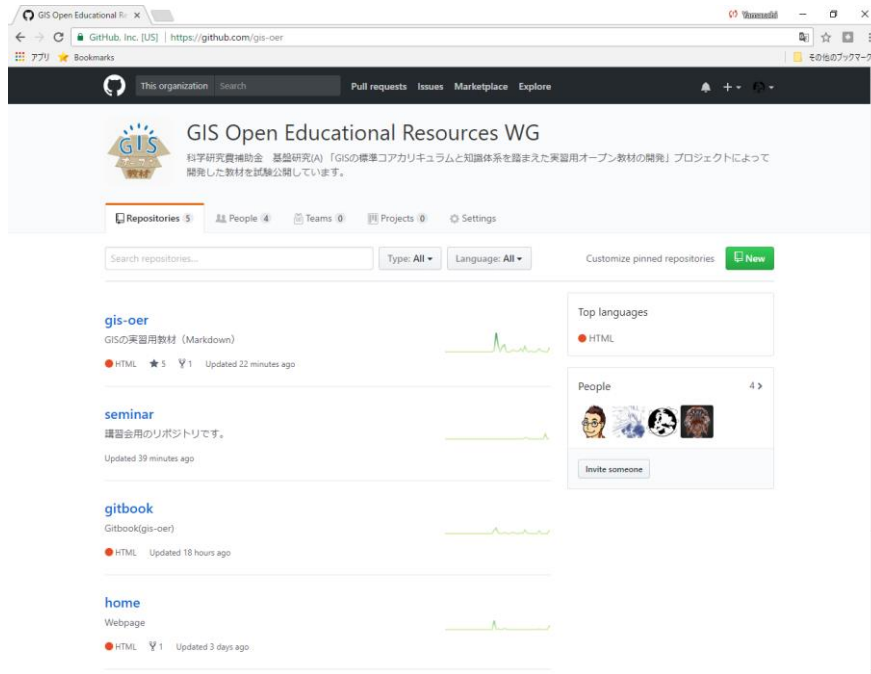 GIS Open Educational Re
GitHub, Inc. [US] | https://github.com/gis-oer
アプリ Bookmarks その他のブックマーク
This organization Search Pull requests Issues Marketplace Explore
GIS Open Educational Resources WG
GIS
教材
科学研究費補助金 基盤研究(A)「GISの標準コアカリキュラムと知識体系を踏まえた実習用オープン教材の開発」プロジェクトによって
開発した教材を試験公開しています。
Repositories 5 People 4 Teams 0 Projects 0 Settings
Search repositories... Type: All Language: All Customize pinned repositories New
gis-oer
GISの実習用教材（Markdown）
HTML 5 1 Updated 22 minutes ago
Top languages
HTML
People 4
Invite someone
seminar
講習会用のリポジトリです。
Updated 39 minutes ago
gitbook
Gitbook(gis-oer)
HTML Updated 18 hours ago
home
Webpage
HTML 1 Updated 3 days ago